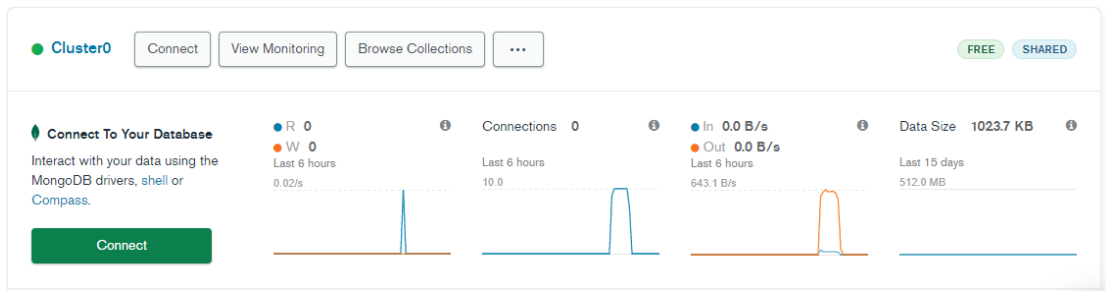 Cluster0
Connect
View Monitoring
Browse Collections
...
FREE
SHARED
Connect To Your Database
Interact with your data using the
MongoDB drivers, shell or
Compass.
Connect
R 0
W 0
Last 6 hours
0.02/s
Connections 0
Last 6 hours
10.0
In 0.0 B/s
Out 0.0 B/s
Last 6 hours
643.1 B/s
Data Size 1023.7 KB
Last 15 days
512.0 MB